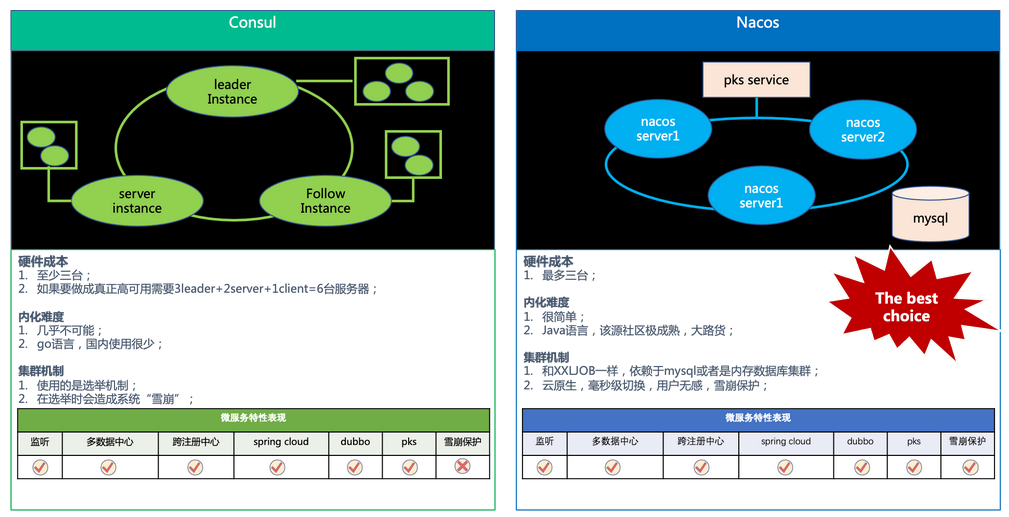 Consul
leader
Instance
server
instance
Follow
Instance
硬件成本
1. 至少三台；
2. 如果要做成真正高可用需要3leader+2server+1client=6台服务器；
内化难度
1. 几乎不可能；
2. go语言，国内使用很少；
集群机制
1. 使用的是选举机制；
2. 在选举时会造成系统“雪崩”；
微服务特性表现
监听 多数据中心 跨注册中心 spring cloud dubbo pks 雪崩保护
Nacos
pks service
nacos
server1
nacos
server2
nacos
server1
mysql
The best
choice
硬件成本
1. 最多三台；
内化难度
1. 很简单；
2. Java语言，该源社区极成熟，大路货；
集群机制
1. 和XXLJOB一样，依赖于mysql或者是内存数据库集群；
2. 云原生，毫秒级切换，用户无感，雪崩保护；
微服务特性表现
监听 多数据中心 跨注册中心 spring cloud dubbo pks 雪崩保护